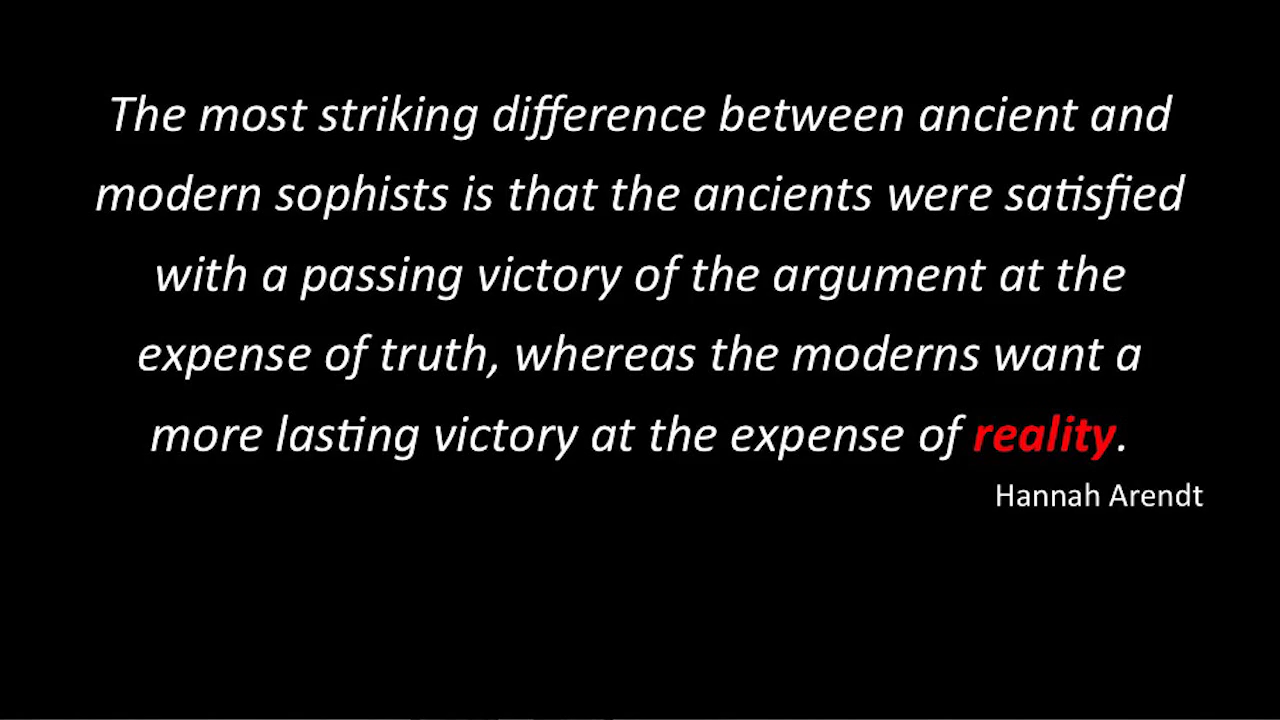 The most striking difference between ancient and
modern sophists is that the ancients were satisfied
with a passing victory of the argument at the
expense of truth, whereas the moderns want a
more lasting victory at the expense of reality.
Hannah Arendt